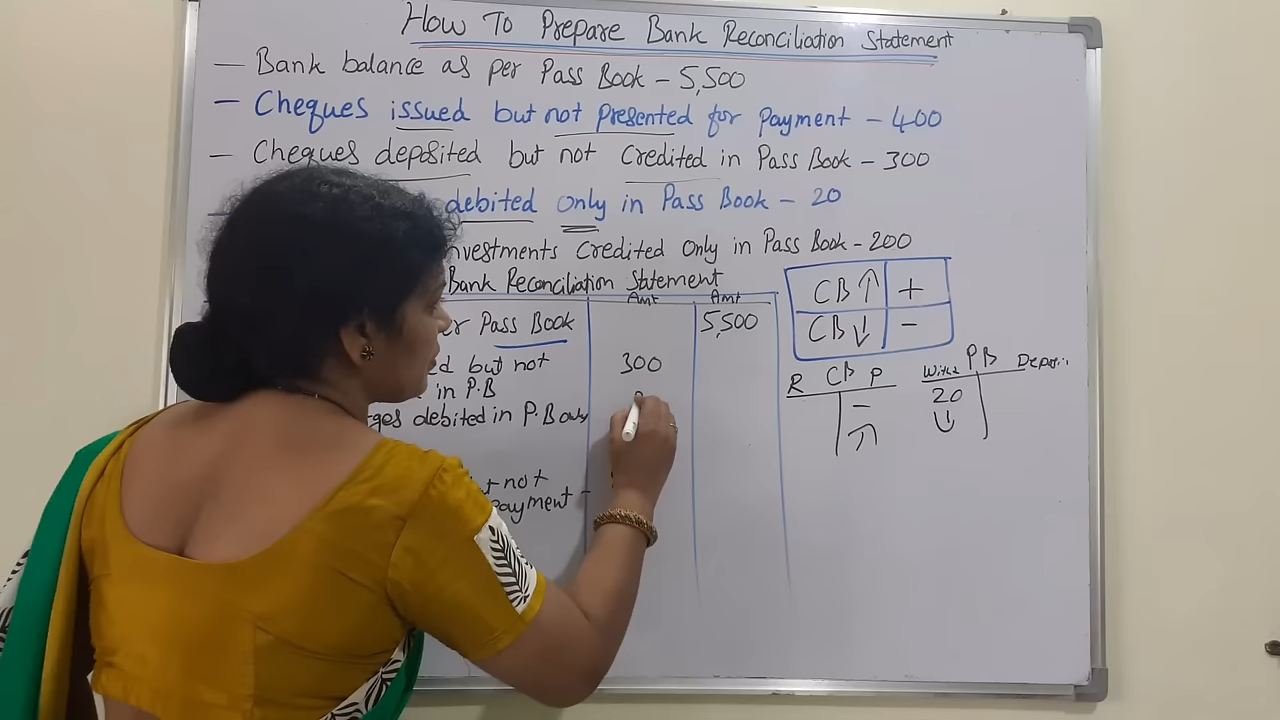 How To Prepare Bank Reconciliation Statement
— Bank balance as per Pass Book – 5,500
— Cheques issued but not presented for payment – 400
— Cheques deposited but not Credited in Pass Book – 300
debited only in Pass Book – 20
nvestments Credited Only in Pass Book – 200
Bank Reconciliation Statement
Amt Amt
er Pass Book 5,500
d but not 300
in P.B
ges debited in P.B only
not
payment –
CB ↑ +
CB ↓ –
R CB P
–
↑
PB
20
↓